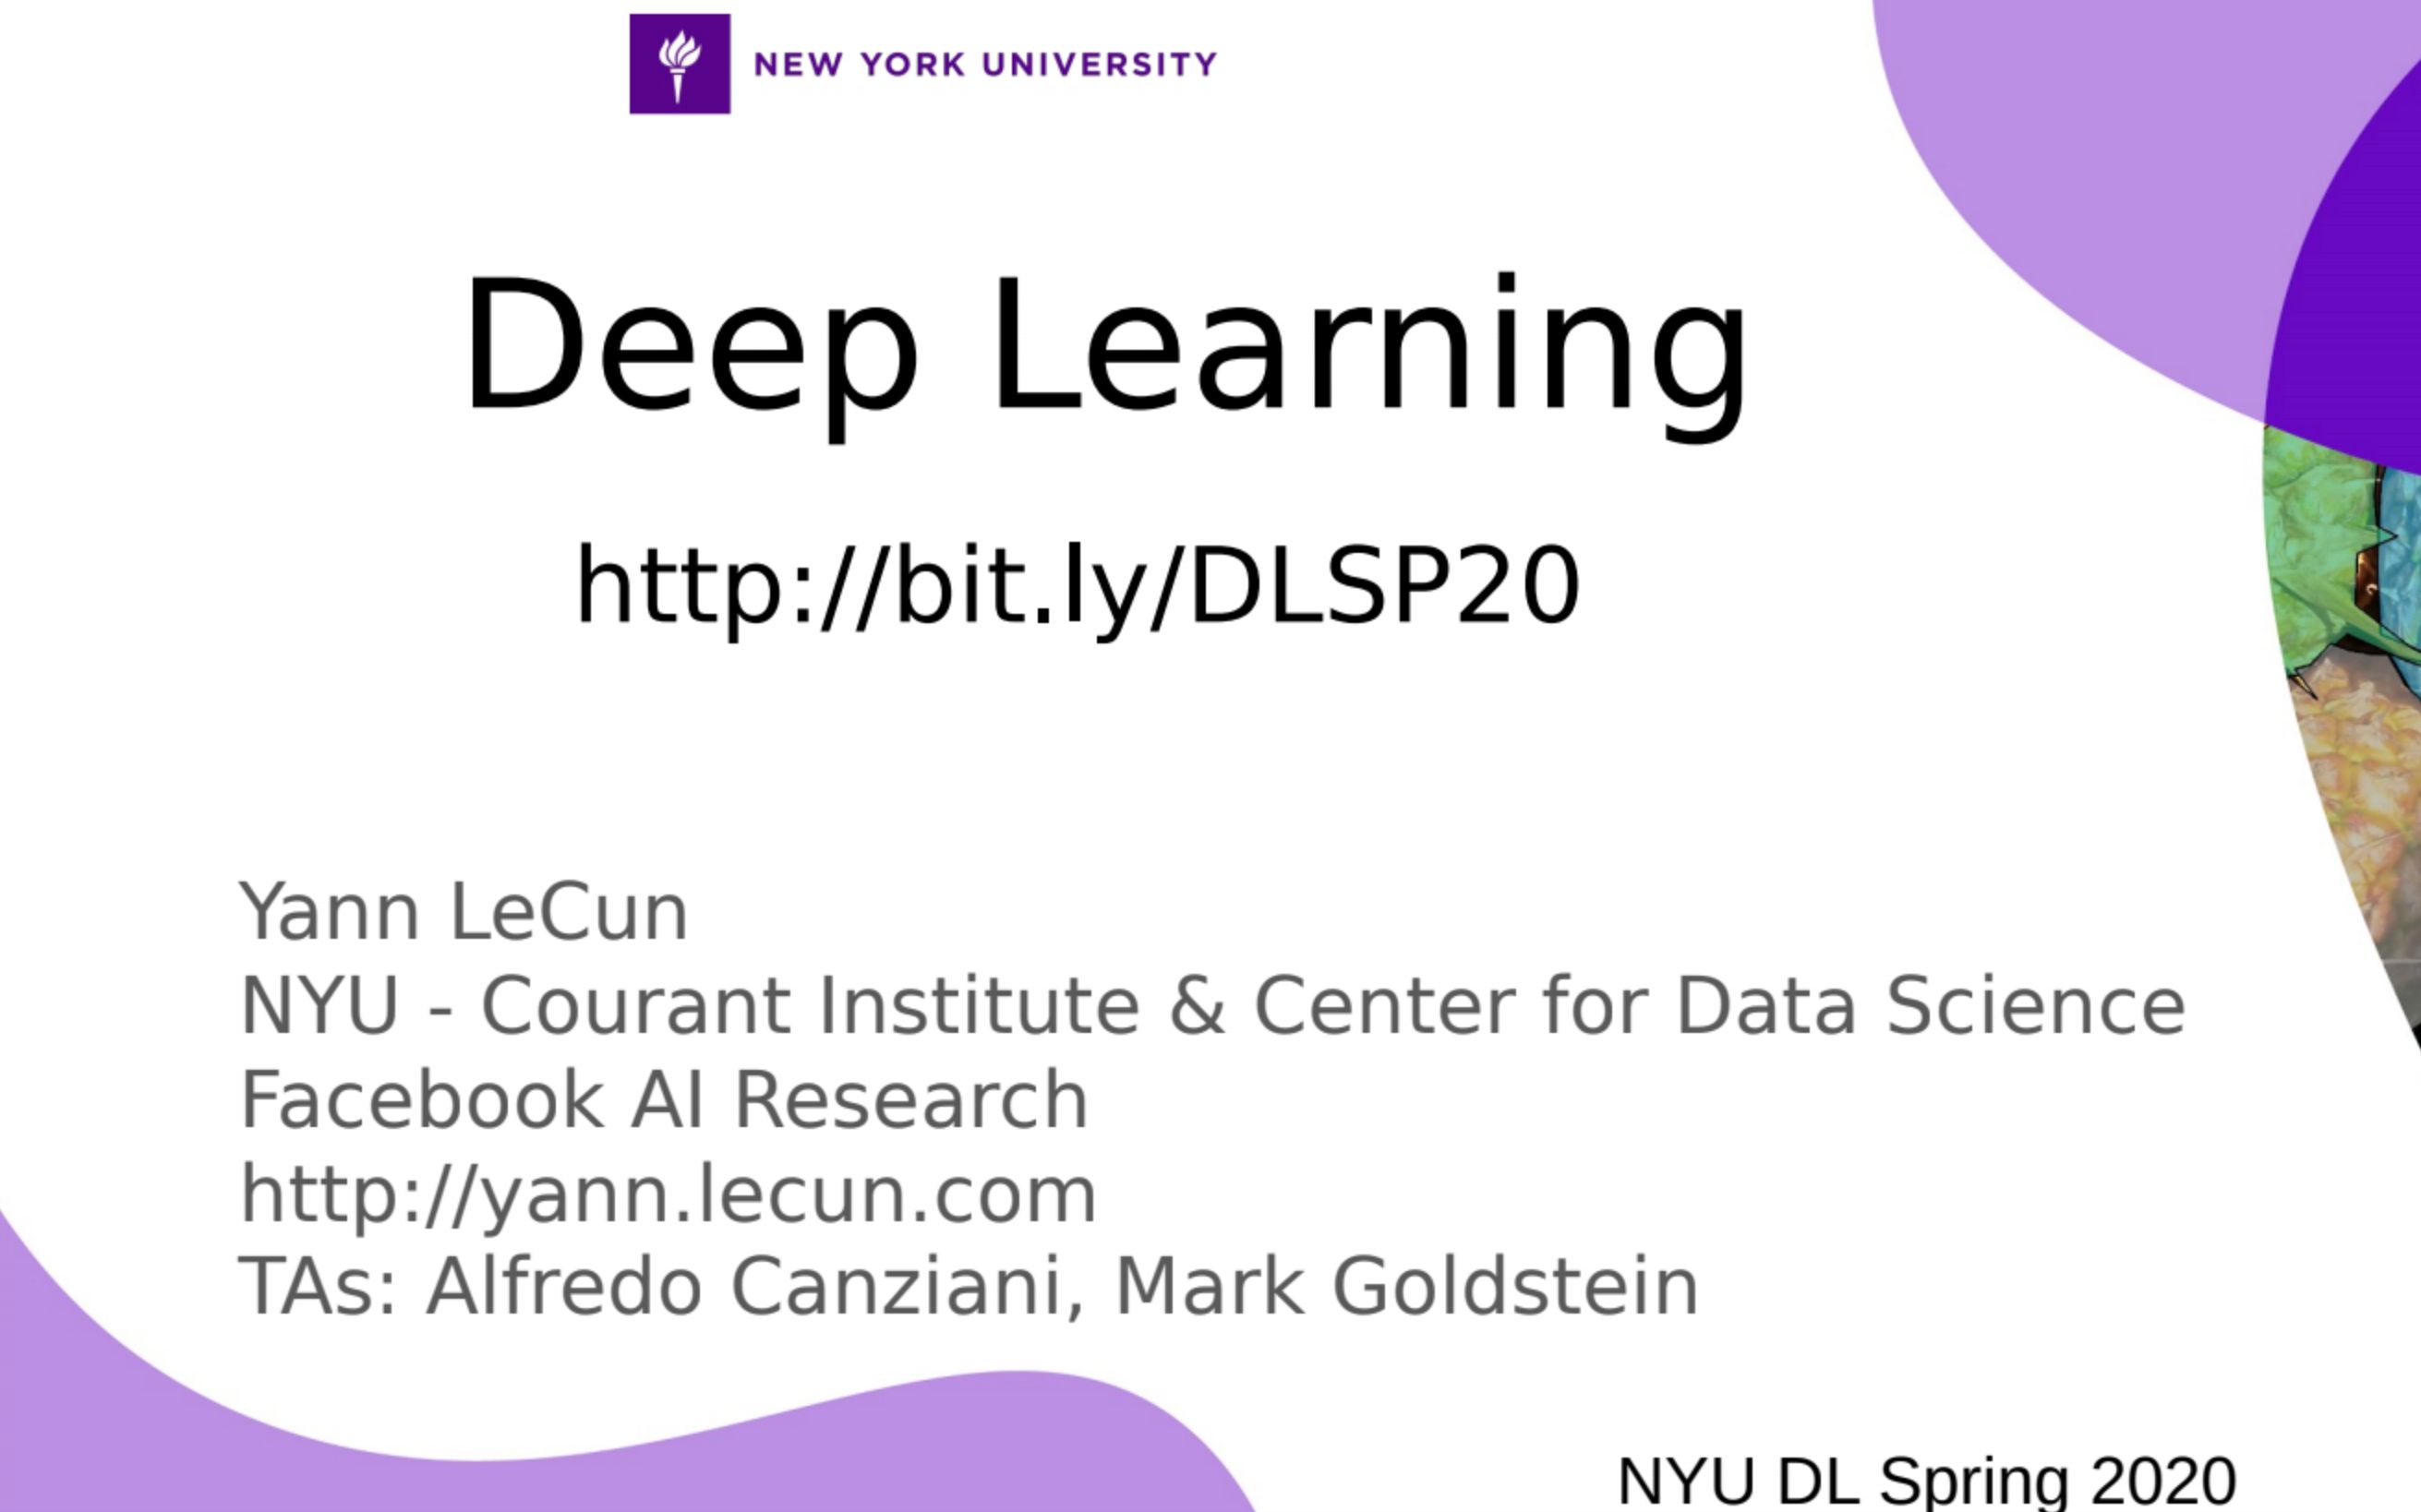 NEW YORK UNIVERSITY
Deep Learning
http://bit.ly/DLSP20
Yann LeCun
NYU - Courant Institute & Center for Data Science
Facebook AI Research
http://yann.lecun.com
TAs: Alfredo Canziani, Mark Goldstein
NYU DL Spring 2020